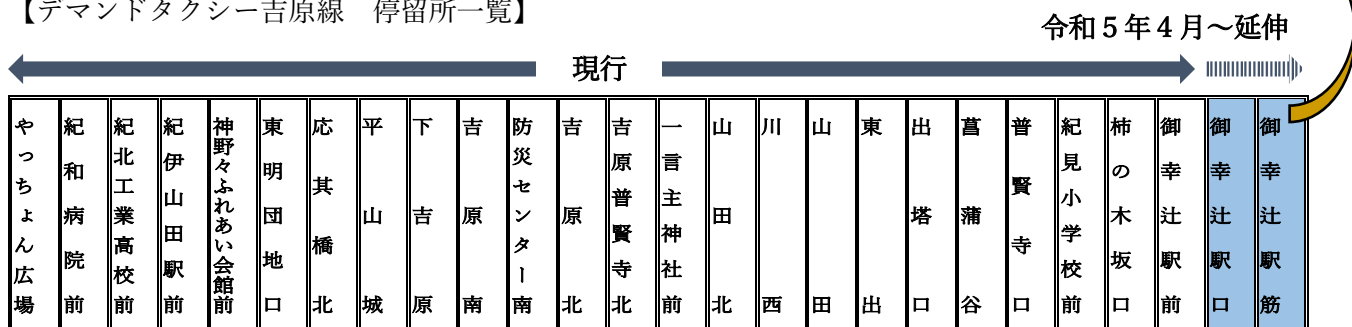 【デマンドタクシー吉原線　停留所一覧】
令和５年４月～延伸
現行
やっちょん広場
紀和病院前
紀北工業高校前
紀伊山田駅前
神野々ふれあい会館前
東明団地口
応其橋北
平山城
下吉原
吉原南
防災センター南
吉原北
吉原普賢寺北
一言主神社前
山田北
川西
山田
東出
出塔口
菖蒲谷
普賢寺口
紀見小学校前
柿の木坂口
御幸辻駅前
御幸辻駅口
御幸辻駅筋